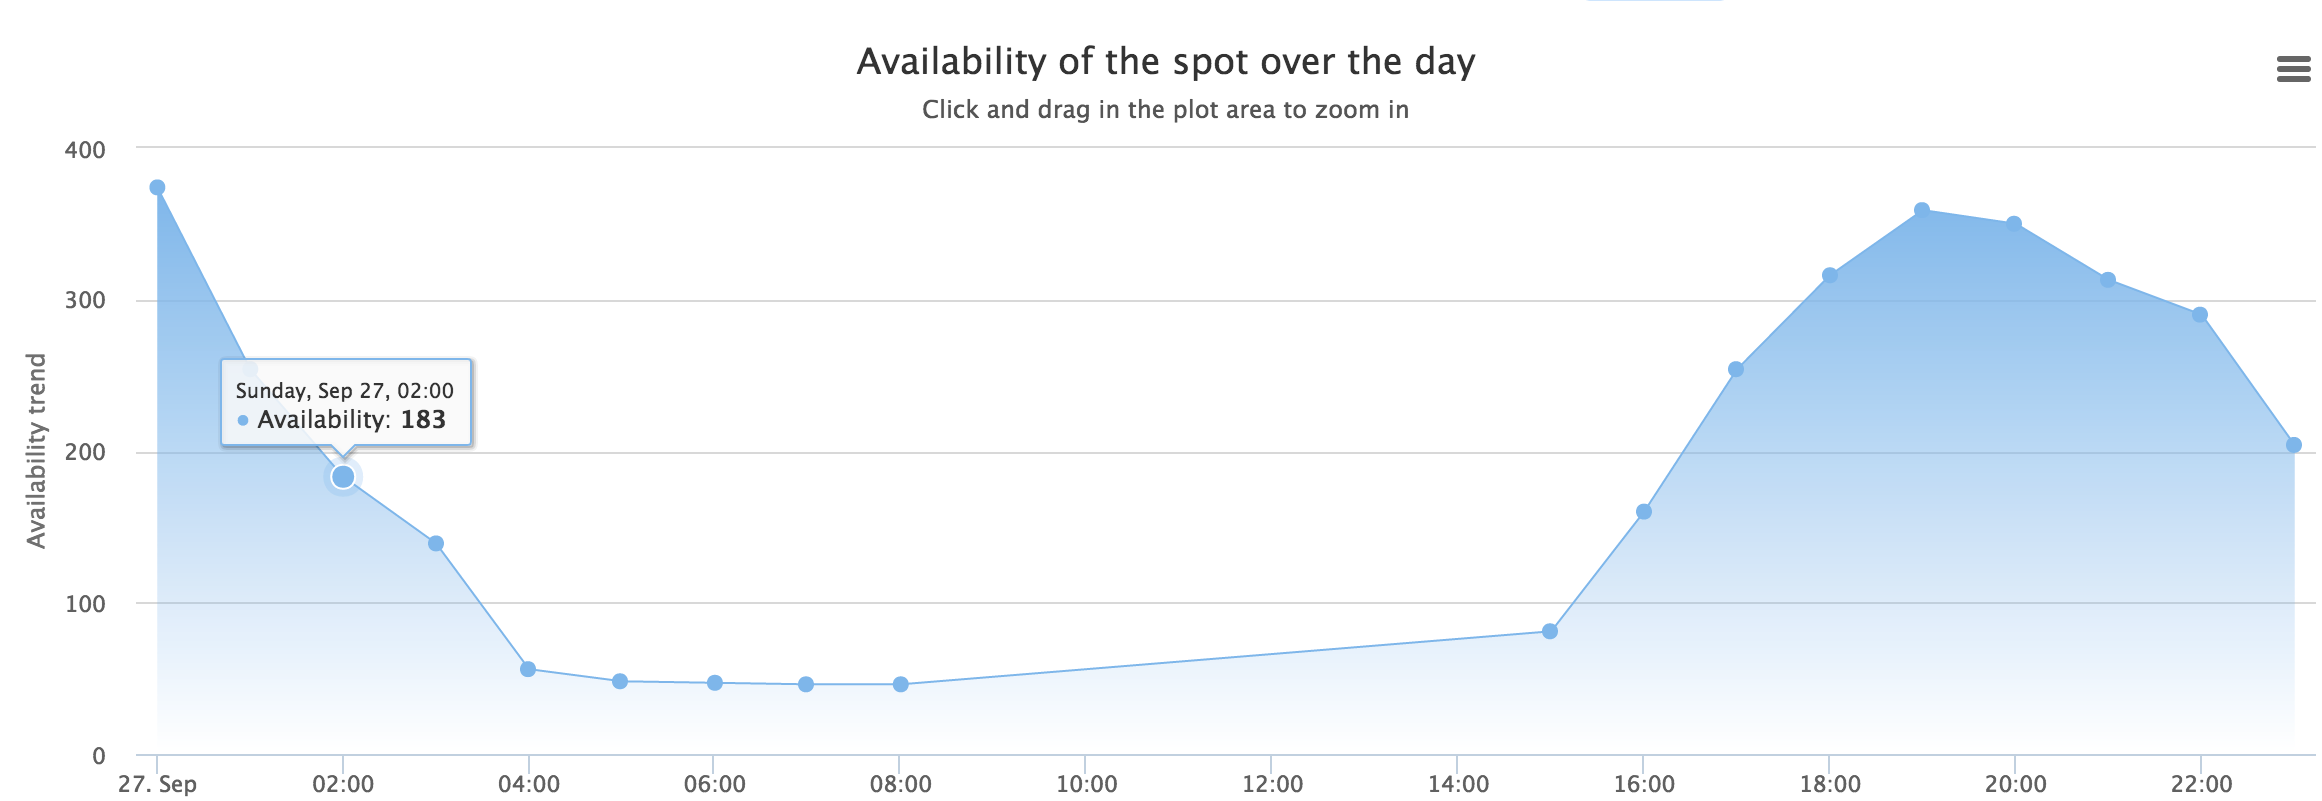 Availability of the spot over the day
Click and drag in the plot area to zoom in
Availability trend
400
300
200
100
0
Sunday, Sep 27, 02:00
Availability: 183
27. Sep 02:00 04:00 06:00 08:00 10:00 12:00 14:00 16:00 18:00 20:00 22:00